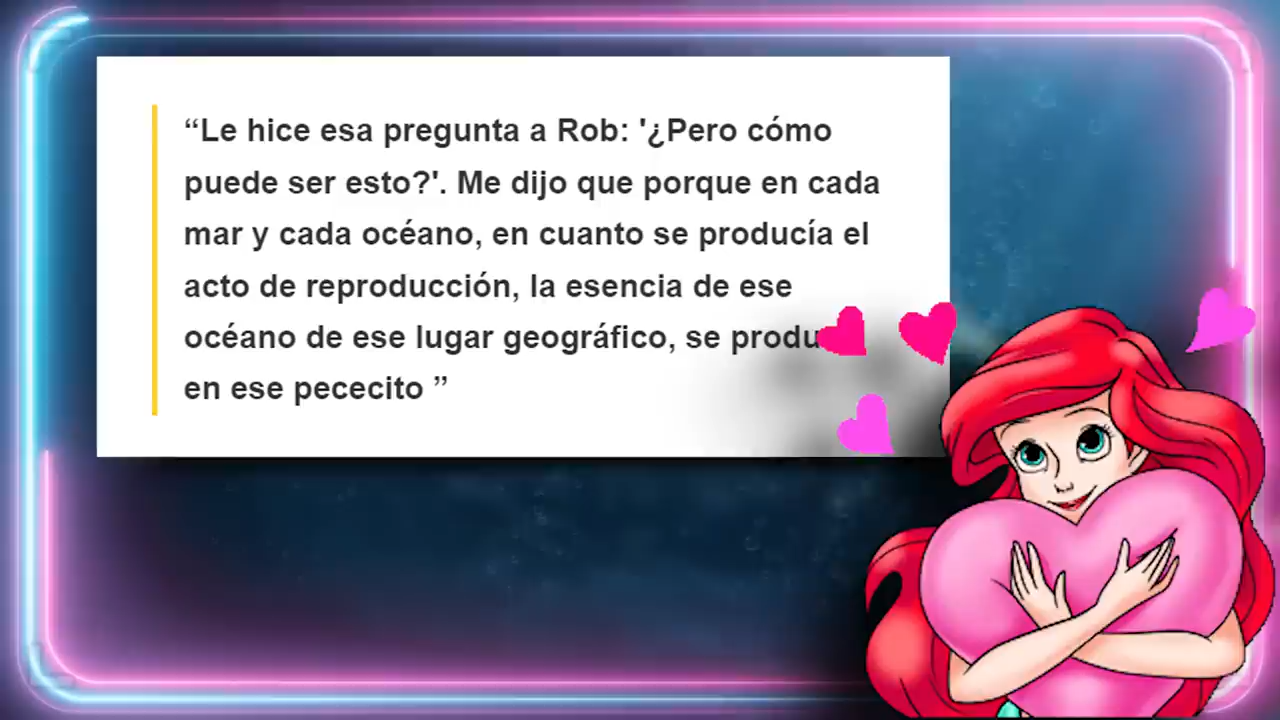 “Le hice esa pregunta a Rob: '¿Pero cómo
puede ser esto?'. Me dijo que porque en cada
mar y cada océano, en cuanto se producía el
acto de reproducción, la esencia de ese
océano de ese lugar geográfico, se
en ese pececito ”